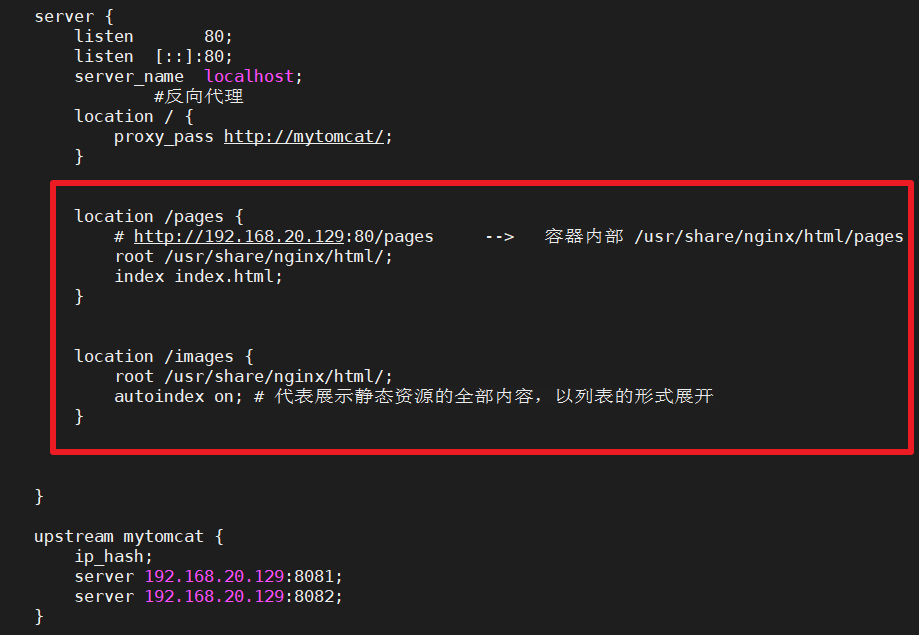 server {
listen       80;
listen  [::]:80;
server_name  localhost;
#反向代理
location / {
proxy_pass http://mytomcat/;
}
location /pages {
# http://192.168.20.129:80/pages     -->   容器内部 /usr/share/nginx/html/pages
root /usr/share/nginx/html/;
index index.html;
}
location /images {
root /usr/share/nginx/html/;
autoindex on; # 代表展示静态资源的全部内容，以列表的形式展开
}
}
upstream mytomcat {
ip_hash;
server 192.168.20.129:8081;
server 192.168.20.129:8082;
}